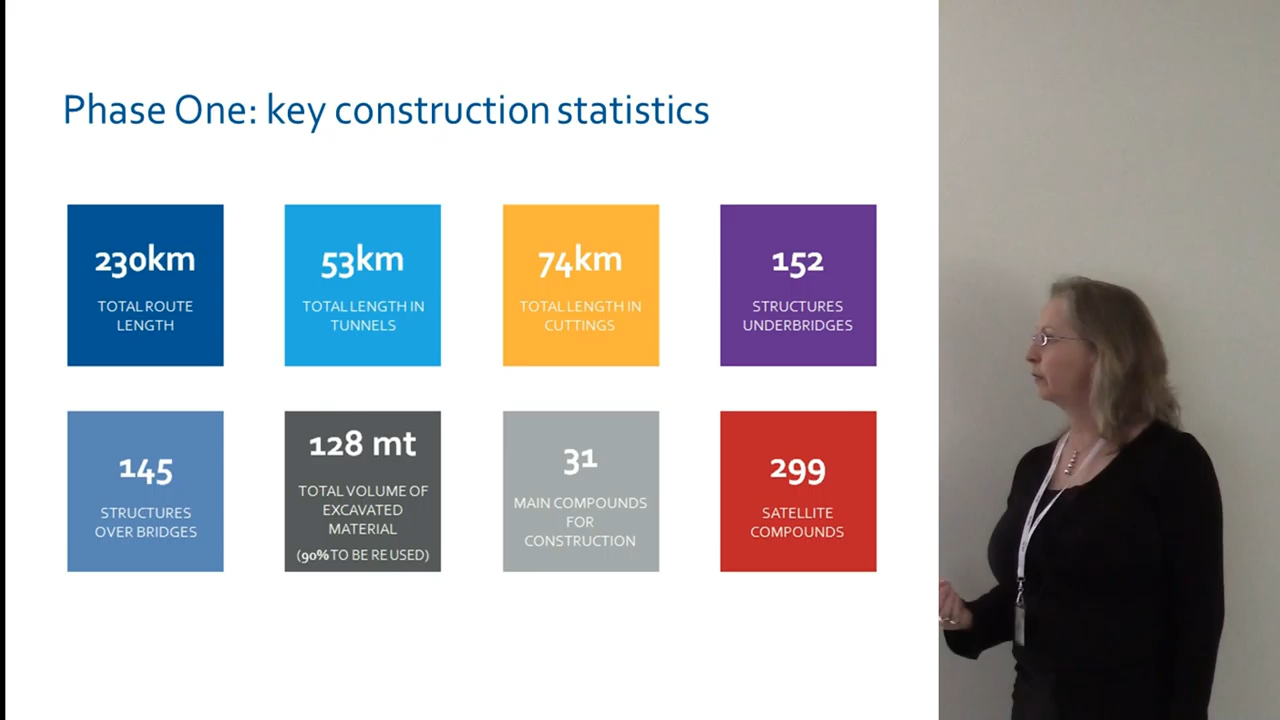 Phase One: key construction statistics
230km
TOTAL ROUTE
LENGTH
53km
TOTAL LENGTH IN
TUNNELS
74km
TOTAL LENGTH IN
CUTTINGS
152
STRUCTURES
UNDERBRIDGES
145
STRUCTURES
OVER BRIDGES
128 mt
TOTAL VOLUME OF
EXCAVATED
MATERIAL
(90% TO BE RE USED)
31
MAIN COMPOUNDS
FOR
CONSTRUCTION
299
SATELLITE
COMPOUNDS